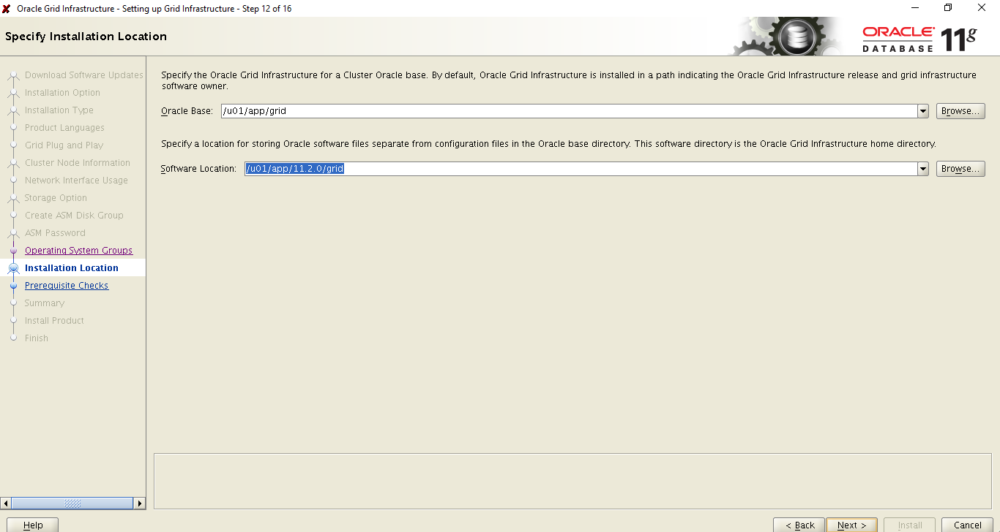 Oracle Grid Infrastructure - Setting up Grid Infrastructure - Step 12 of 16
Specify Installation Location
ORACLE
DATABASE
11g
Download Software Updates
Installation Option
Installation Type
Product Languages
Grid Plug and Play
Cluster Node Information
Network Interface Usage
Storage Option
Create ASM Disk Group
ASM Password
Operating System Groups
Installation Location
Prerequisite Checks
Summary
Install Product
Finish
Specify the Oracle Grid Infrastructure for a Cluster Oracle base. By default, Oracle Grid Infrastructure is installed in a path indicating the Oracle Grid Infrastructure release and grid infrastructure
software owner.
Oracle Base: /u01/app/grid Browse...
Specify a location for storing Oracle software files separate from configuration files in the Oracle base directory. This software directory is the Oracle Grid Infrastructure home directory.
Software Location: /u01/app/11.2.0/grid Browse...
Help < Back Next > Install Cancel